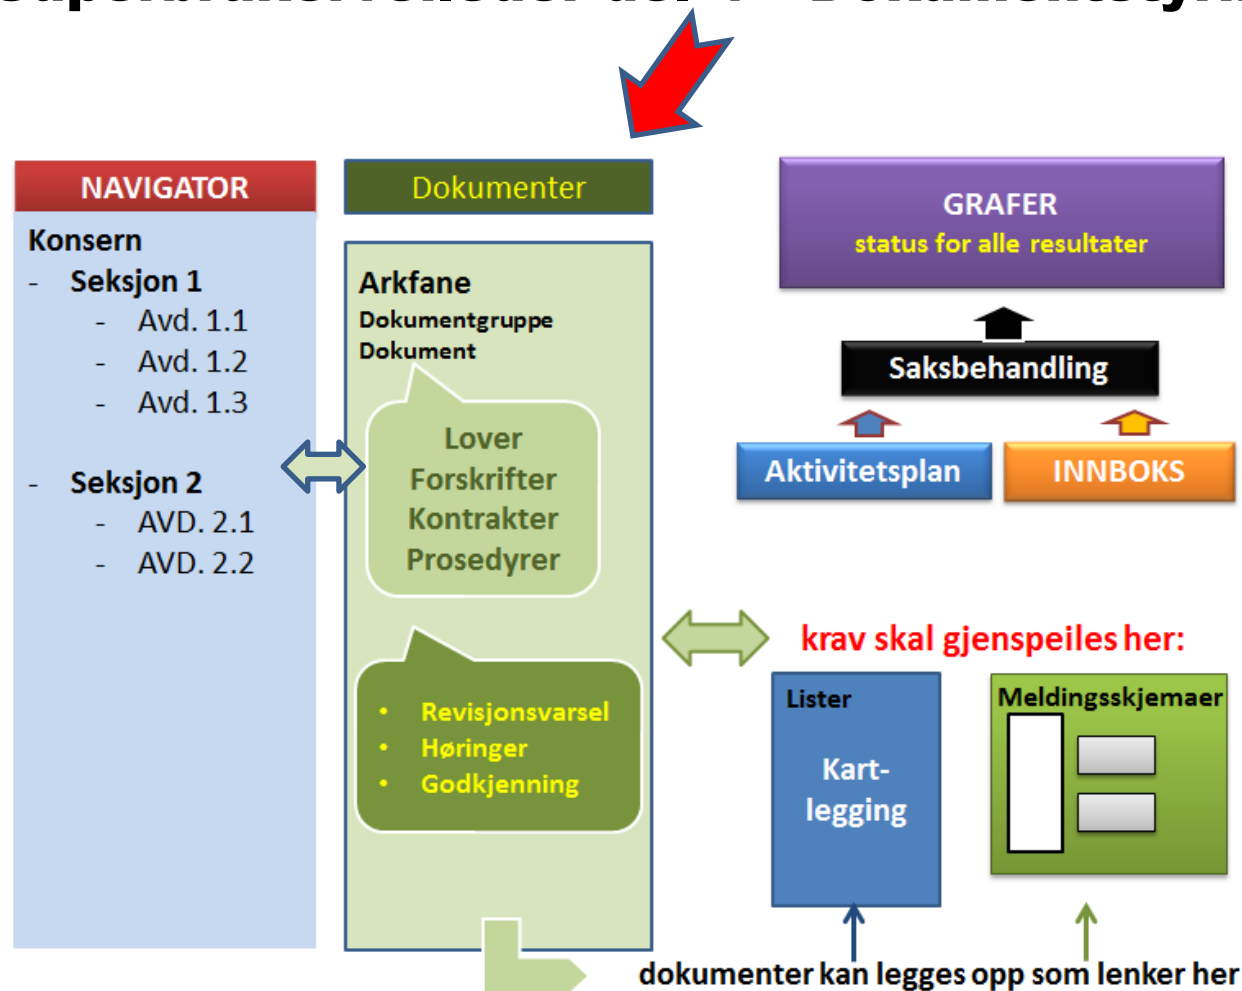 NAVIGATOR
Konsern
- Seksjon 1
- Avd. 1.1
- Avd. 1.2
- Avd. 1.3
- Seksjon 2
- AVD. 2.1
- AVD. 2.2
Dokumenter
Arkfane
Dokumentgruppe
Dokument
Lover
Forskrifter
Kontrakter
Prosedyrer
• Revisjonsvarsel
• Høringer
• Godkjenning
GRAFER
status for alle resultater
Saksbehandling
Aktivitetsplan
INNBOKS
krav skal gjenspeiles her:
Lister
Kart-
legging
Meldingsskjemaer
dokumenter kan legges opp som lenker her